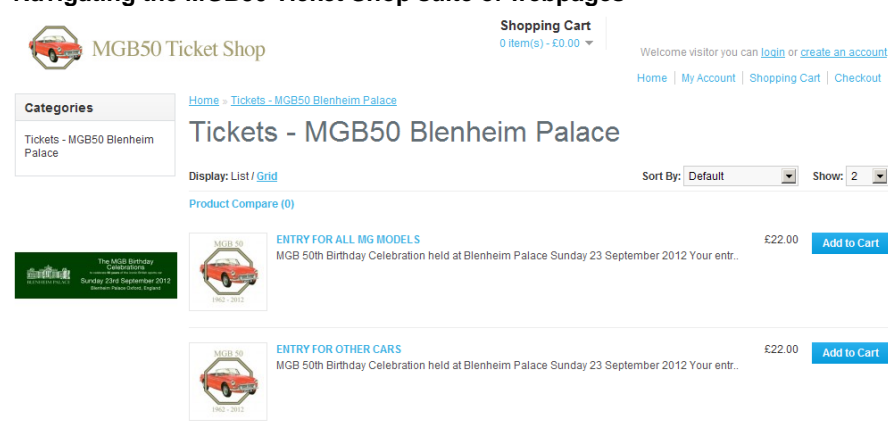 Navigating the MGB50 Ticket Shop suite of webpages
MGB50 Ticket Shop
Shopping Cart
0 item(s) - £0.00
Welcome visitor you can login or create an account
Home | My Account | Shopping Cart | Checkout
Categories
Tickets - MGB50 Blenheim
Palace
Home » Tickets - MGB50 Blenheim Palace
Tickets - MGB50 Blenheim Palace
Display: List / Grid
Sort By: Default
Show: 2
Product Compare (0)
BLENHEIM PALACE
The MGB Birthday
Celebrations
Sunday 23rd September 2012
Blenheim Palace Oxford, England
MGB 50
1962 - 2012
ENTRY FOR ALL MG MODELS
MGB 50th Birthday Celebration held at Blenheim Palace Sunday 23 September 2012 Your entr..
£22.00
Add to Cart
MGB 50
1962 - 2012
ENTRY FOR OTHER CARS
MGB 50th Birthday Celebration held at Blenheim Palace Sunday 23 September 2012 Your entr..
£22.00
Add to Cart